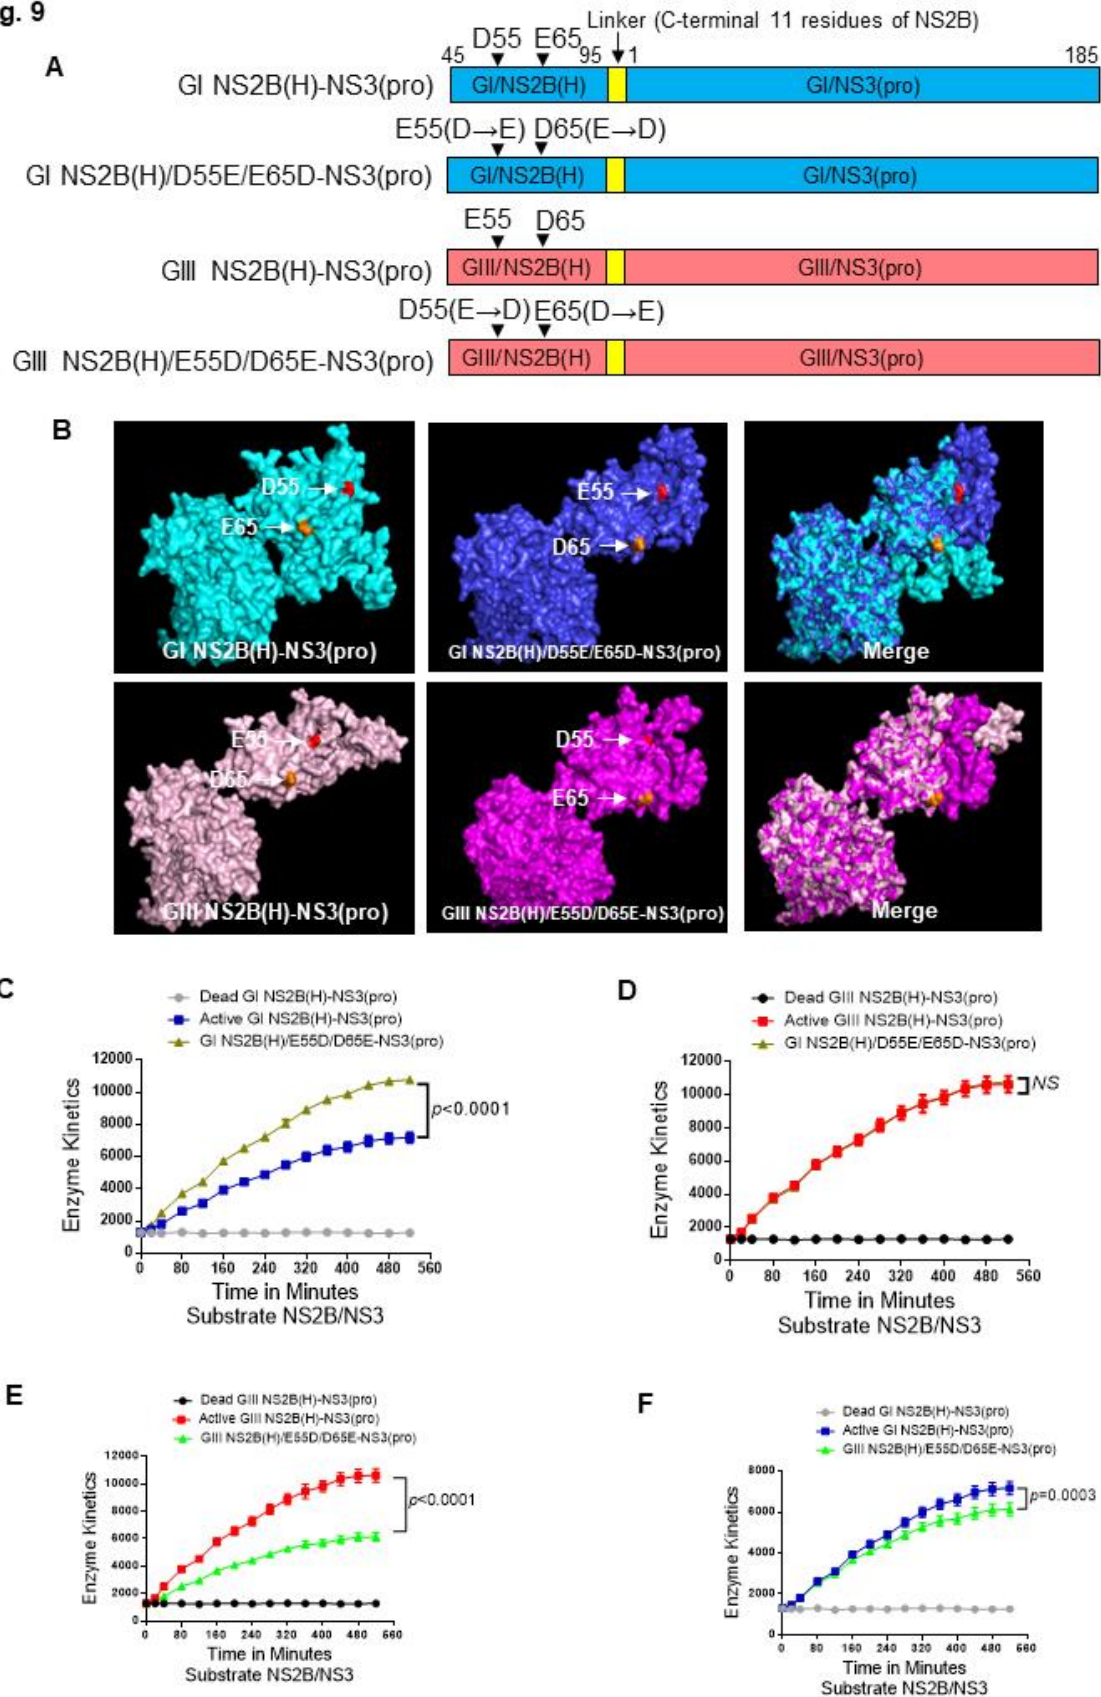 g. 9
Linker (C-terminal 11 residues of NS2B)
D55 E65
A
45 95 1 185
GI NS2B(H)-NS3(pro)
GI/NS2B(H)
GI/NS3(pro)
E55(D→E) D65(E→D)
GI NS2B(H)/D55E/E65D-NS3(pro)
GI/NS2B(H)
GI/NS3(pro)
E55 D65
GIII NS2B(H)-NS3(pro)
GIII/NS2B(H)
GIII/NS3(pro)
D55(E→D) E65(D→E)
GIII NS2B(H)/E55D/D65E-NS3(pro)
GIII/NS2B(H)
GIII/NS3(pro)
B
D55
E65
GI NS2B(H)-NS3(pro)
E55
D65
GI NS2B(H)/D55E/E65D-NS3(pro)
Merge
E55
D65
GIII NS2B(H)-NS3(pro)
D55
E65
GIII NS2B(H)/E55D/D65E-NS3(pro)
Merge
C
Dead GI NS2B(H)-NS3(pro)
Active GI NS2B(H)-NS3(pro)
GI NS2B(H)/E55D/D65E-NS3(pro)
12000
10000
8000
6000
4000
2000
0
Enzyme Kinetics
p<0.0001
0 80 160 240 320 400 480 560
Time in Minutes
Substrate NS2B/NS3
D
Dead GIII NS2B(H)-NS3(pro)
Active GIII NS2B(H)-NS3(pro)
GI NS2B(H)/D55E/E65D-NS3(pro)
12000
10000
8000
6000
4000
2000
0
Enzyme Kinetics
NS
0 80 160 240 320 400 480 560
Time in Minutes
Substrate NS2B/NS3
E
Dead GIII NS2B(H)-NS3(pro)
Active GIII NS2B(H)-NS3(pro)
GIII NS2B(H)/E55D/D65E-NS3(pro)
12000
10000
8000
6000
4000
2000
0
Enzyme Kinetics
p<0.0001
0 80 160 240 320 400 480 560
Time in Minutes
Substrate NS2B/NS3
F
Dead GI NS2B(H)-NS3(pro)
Active GI NS2B(H)-NS3(pro)
GIII NS2B(H)/E55D/D65E-NS3(pro)
8000
6000
4000
2000
0
Enzyme Kinetics
p=0.0003
0 80 160 240 320 400 480 560
Time in Minutes
Substrate NS2B/NS3